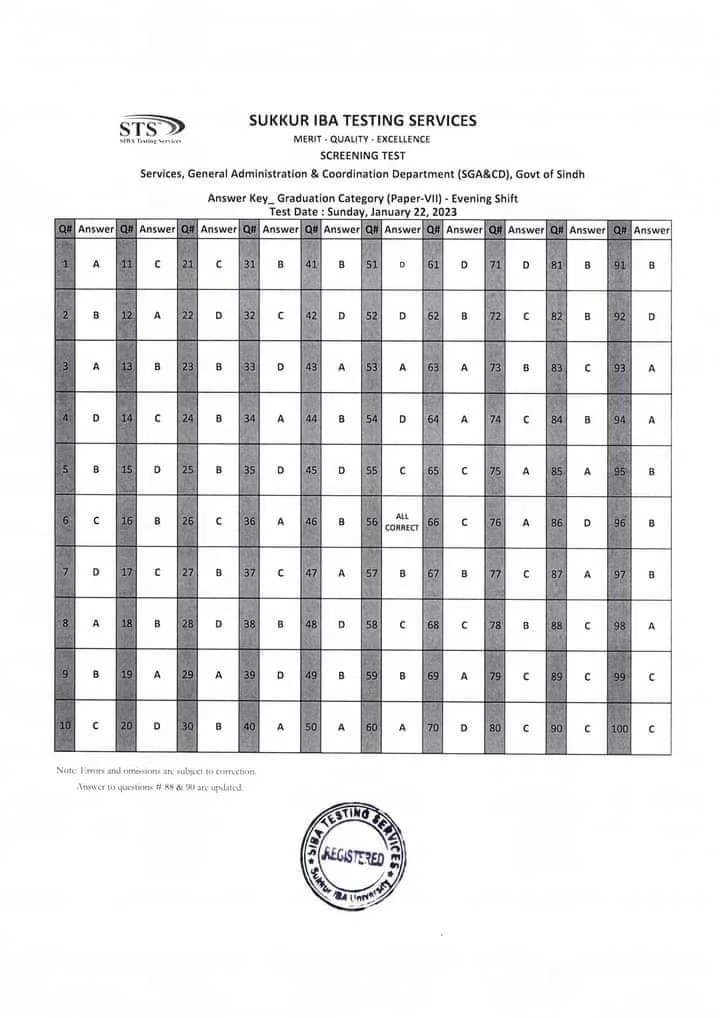 STS
SIBA Testing Services
SUKKUR IBA TESTING SERVICES
MERIT - QUALITY - EXCELLENCE
SCREENING TEST
Services, General Administration & Coordination Department (SGA&CD), Govt of Sindh
Answer Key_ Graduation Category (Paper-VII) - Evening Shift
Test Date : Sunday, January 22, 2023
Q# Answer Q# Answer Q# Answer Q# Answer Q# Answer Q# Answer Q# Answer Q# Answer Q# Answer Q# Answer
1 A 11 C 21 C 31 B 41 B 51 D 61 D 71 D 81 B 91 B
2 B 12 A 22 D 32 C 42 D 52 D 62 B 72 C 82 B 92 D
3 A 13 B 23 B 33 D 43 A 53 A 63 A 73 B 83 C 93 A
4 D 14 C 24 B 34 A 44 B 54 D 64 A 74 C 84 B 94 A
5 B 15 D 25 B 35 D 45 D 55 C 65 C 75 A 85 A 95 B
6 C 16 B 26 C 36 A 46 B 56 ALL CORRECT 66 C 76 A 86 D 96 B
7 D 17 C 27 B 37 C 47 A 57 B 67 B 77 C 87 A 97 B
8 A 18 B 28 D 38 B 48 D 58 C 68 C 78 B 88 C 98 A
9 B 19 A 29 A 39 D 49 B 59 B 69 A 79 C 89 C 99 C
10 C 20 D 30 B 40 A 50 A 60 A 70 D 80 C 90 C 100 C
Note: Errors and omissions are subject to correction.
Answer to questions # 88 & 90 are updated.
SIBA TESTING SERVICES
REGISTERED
Sukkur IBA University